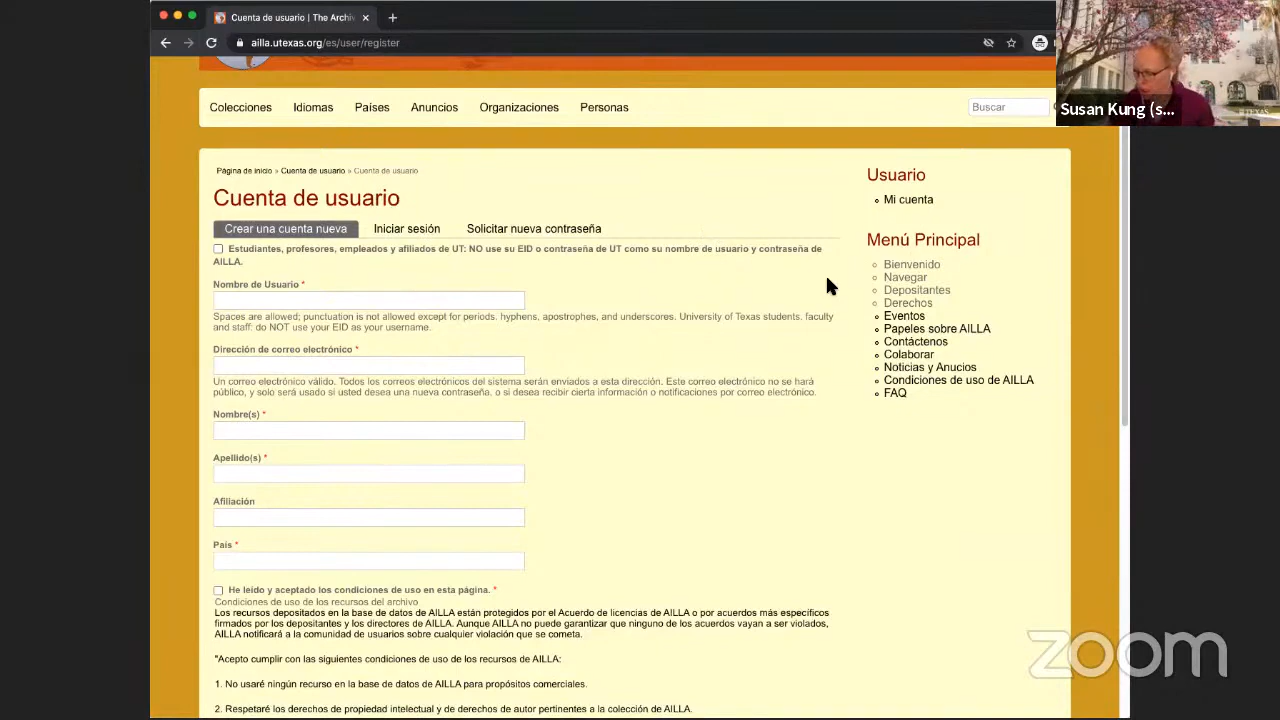 Cuenta de usuario | The Archiv
ailla.utexas.org/es/user/register
Susan Kung (s...
Colecciones Idiomas Países Anuncios Organizaciones Personas
Buscar
Página de inicio » Cuenta de usuario » Cuenta de usuario
Cuenta de usuario
Crear una cuenta nueva Iniciar sesión Solicitar nueva contraseña
Estudiantes, profesores, empleados y afiliados de UT: NO use su EID o contraseña de UT como su nombre de usuario y contraseña de
AILLA.
Nombre de Usuario *
Spaces are allowed; punctuation is not allowed except for periods. hyphens, apostrophes, and underscores. University of Texas students. faculty
and staff: do NOT use your EID as your username.
Dirección de correo electrónico *
Un correo electrónico válido. Todos los correos electrónicos del sistema serán enviados a esta dirección. Este correo electrónico no se hará
público, y solo será usado si usted desea una nueva contraseña, o si desea recibir cierta información o notificaciones por correo electrónico.
Nombre(s) *
Apellido(s) *
Afiliación
País *
He leído y aceptado los condiciones de uso en esta página. *
Condiciones de uso de los recursos del archivo
Los recursos depositados en la base de datos de AILLA están protegidos por el Acuerdo de licencias de AILLA o por acuerdos más específicos
firmados por los depositantes y los directores de AILLA. Aunque AILLA no puede garantizar que ninguno de los acuerdos vayan a ser violados,
AILLA notificará a la comunidad de usuarios sobre cualquier violación que se cometa.
"Acepto cumplir con las siguientes condiciones de uso de los recursos de AILLA:
1. No usaré ningún recurso en la base de datos de AILLA para propósitos comerciales.
2. Respetaré los derechos de propiedad intelectual y de derechos de autor pertinentes a la colección de AILLA.
Usuario
Mi cuenta
Menú Principal
Bienvenido
Navegar
Depositantes
Derechos
Eventos
Papeles sobre AILLA
Contáctenos
Colaborar
Noticias y Anucios
Condiciones de uso de AILLA
FAQ
zoom